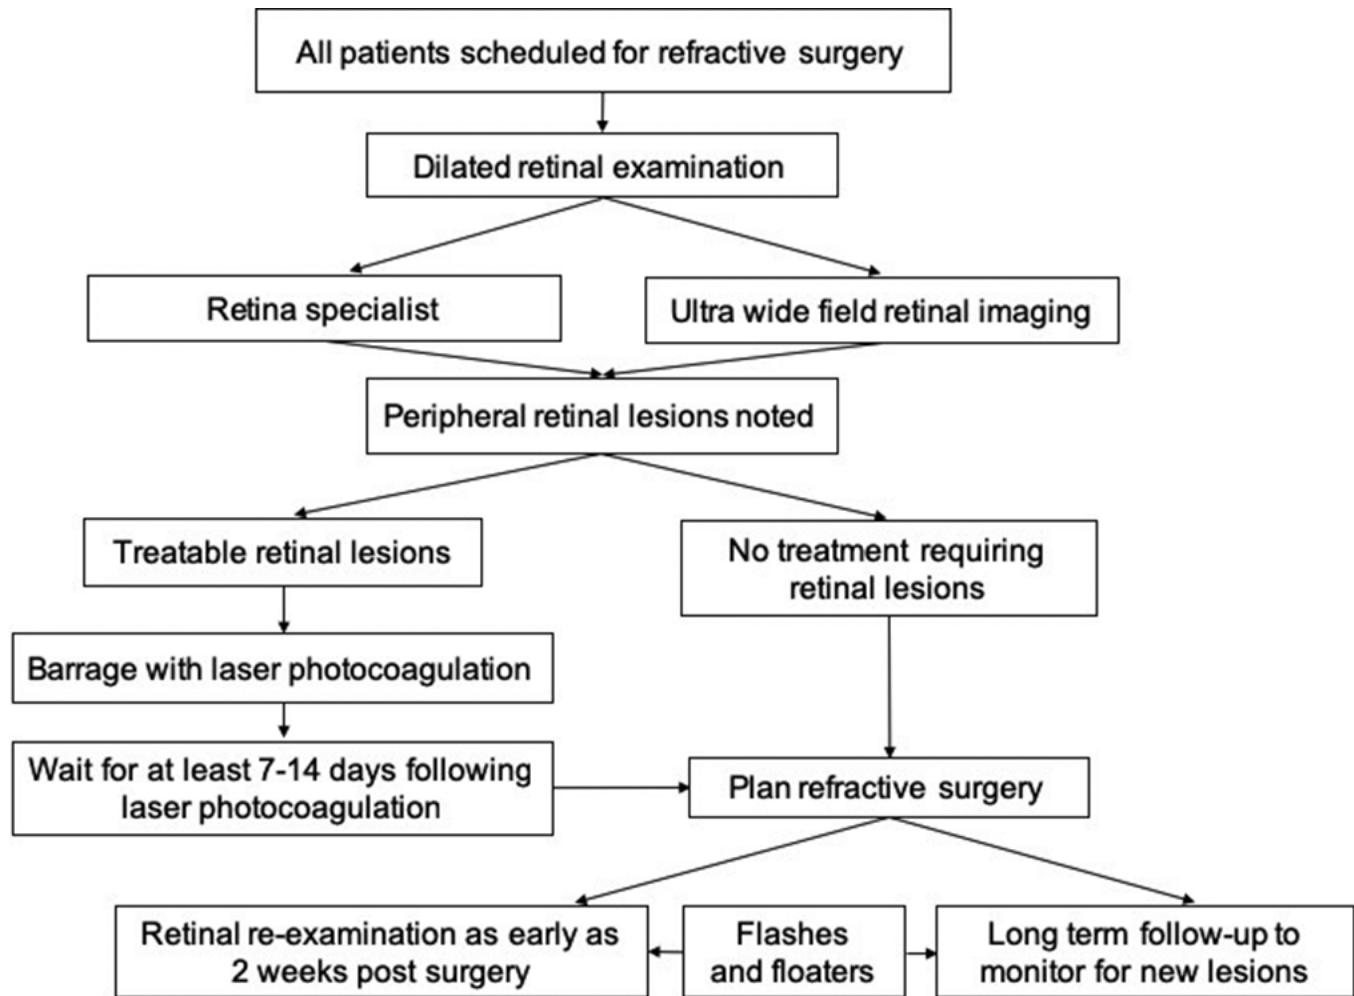 All patients scheduled for refractive surgery
Dilated retinal examination
Retina specialist
Ultra wide field retinal imaging
Peripheral retinal lesions noted
Treatable retinal lesions
No treatment requiring
retinal lesions
Barrage with laser photocoagulation
Wait for at least 7-14 days following
laser photocoagulation
Plan refractive surgery
Retinal re-examination as early as
2 weeks post surgery
Flashes
and floaters
Long term follow-up to
monitor for new lesions